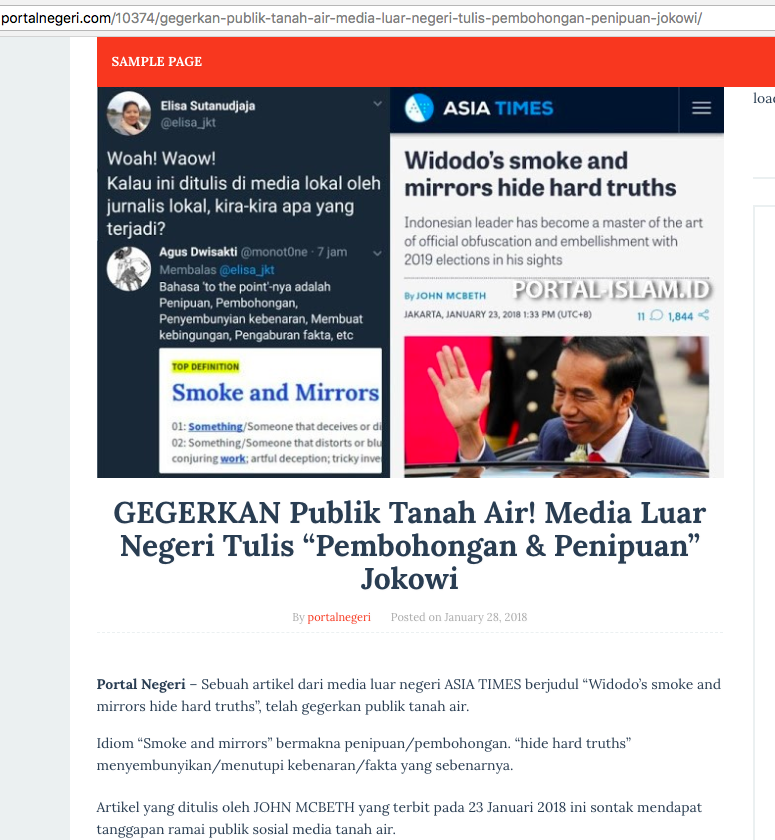 portalnegeri.com/10374/gegerkan-publik-tanah-air-media-luar-negeri-tulis-pembohongan-penipuan-jokowi/
SAMPLE PAGE
Elisa Sutanudjaja
@elisa_jkt
Woah! Waow!
Kalau ini ditulis di media lokal oleh
jurnalis lokal, kira-kira apa yang
terjadi?
Agus Dwisakti @monot0ne · 7 jam
Membalas @elisa_jkt
Bahasa 'to the point'-nya adalah
Penipuan, Pembohongan,
Penyembunyian kebenaran, Membuat
kebingungan, Pengaburan fakta, etc
TOP DEFINITION
Smoke and Mirrors
01: Something/Someone that deceives or di
02: Something/Someone that distorts or blu
conjuring work; artful deception; tricky inve
ASIA TIMES
Widodo's smoke and
mirrors hide hard truths
Indonesian leader has become a master of the art
of official obfuscation and embellishment with
2019 elections in his sights
PORTAL-ISLAM.ID
By JOHN MCBETH
JAKARTA, JANUARY 23, 2018 1:33 PM (UTC+8)
11 1,844
load
GEGERKAN Publik Tanah Air! Media Luar
Negeri Tulis “Pembohongan & Penipuan”
Jokowi
By portalnegeri Posted on January 28, 2018
Portal Negeri – Sebuah artikel dari media luar negeri ASIA TIMES berjudul “Widodo’s smoke and
mirrors hide hard truths”, telah gegerkan publik tanah air.
Idiom “Smoke and mirrors” bermakna penipuan/pembohongan. “hide hard truths”
menyembunyikan/menutupi kebenaran/fakta yang sebenarnya.
Artikel yang ditulis oleh JOHN MCBETH yang terbit pada 23 Januari 2018 ini sontak mendapat
tanggapan ramai publik sosial media tanah air.